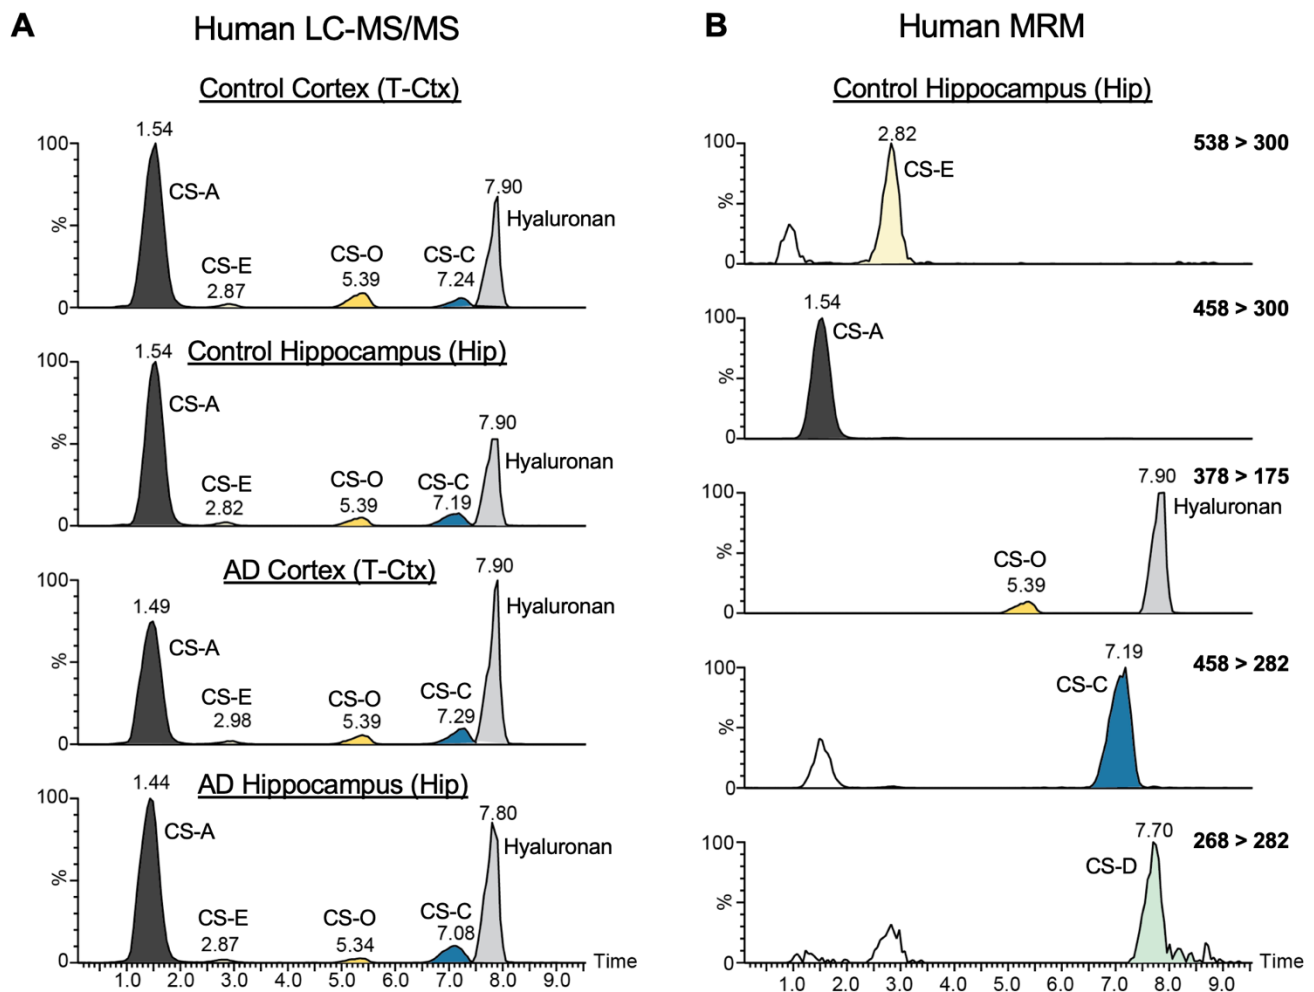 A
Human LC-MS/MS
Control Cortex (T-Ctx)
100
%
0
1.54
CS-A
CS-E
2.87
CS-O
5.39
CS-C
7.24
7.90
Hyaluronan
Control Hippocampus (Hip)
100
%
0
1.54
CS-A
CS-E
2.82
CS-O
5.39
CS-C
7.19
7.90
Hyaluronan
AD Cortex (T-Ctx)
100
%
0
1.49
CS-A
CS-E
2.98
CS-O
5.39
CS-C
7.29
7.90
Hyaluronan
AD Hippocampus (Hip)
100
%
0
1.44
CS-A
CS-E
2.87
CS-O
5.34
CS-C
7.08
7.80
Hyaluronan
1.0 2.0 3.0 4.0 5.0 6.0 7.0 8.0 9.0 Time
B
Human MRM
Control Hippocampus (Hip)
538 > 300
100
%
0
2.82
CS-E
458 > 300
100
%
0
1.54
CS-A
378 > 175
100
%
0
CS-O
5.39
7.90
Hyaluronan
458 > 282
100
%
0
7.19
CS-C
268 > 282
100
%
0
7.70
CS-D
1.0 2.0 3.0 4.0 5.0 6.0 7.0 8.0 9.0 Time